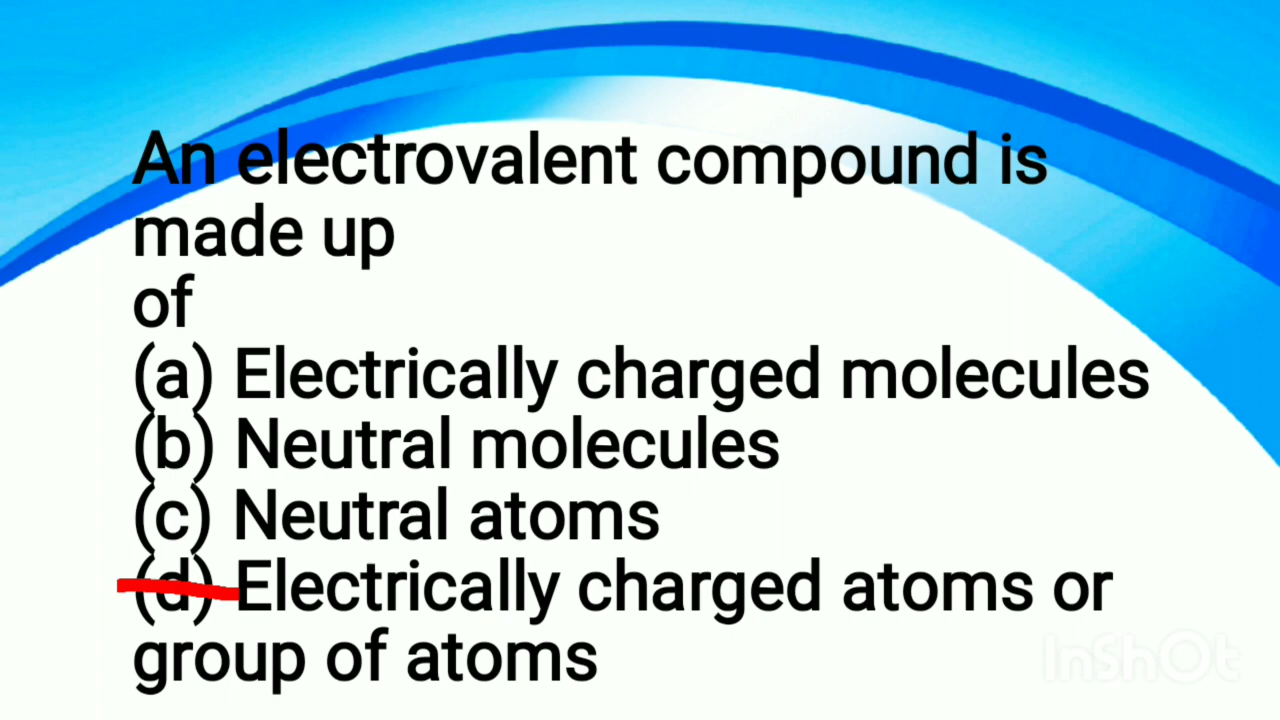 An electrovalent compound is
made up
of
(a) Electrically charged molecules
(b) Neutral molecules
(c) Neutral atoms
(d) Electrically charged atoms or
group of atoms
InShOt